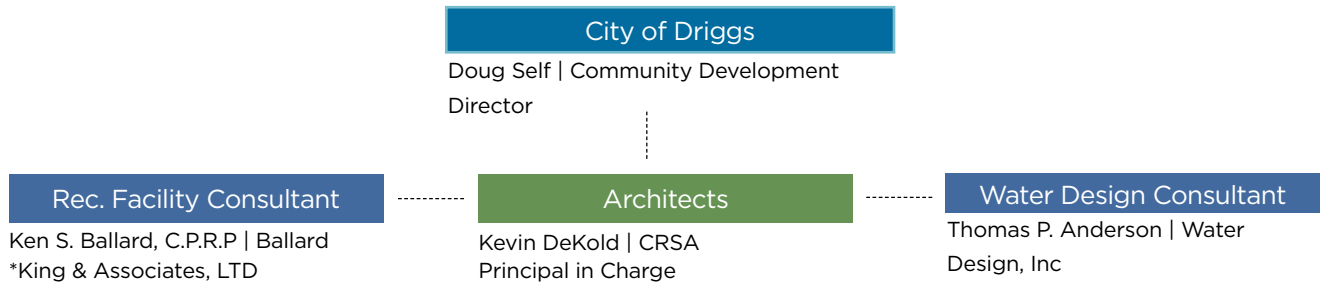 City of Driggs
Doug Self | Community Development
Director
Rec. Facility Consultant
Ken S. Ballard, C.P.R.P | Ballard
*King & Associates, LTD
Architects
Kevin DeKold | CRSA
Principal in Charge
Water Design Consultant
Thomas P. Anderson | Water
Design, Inc